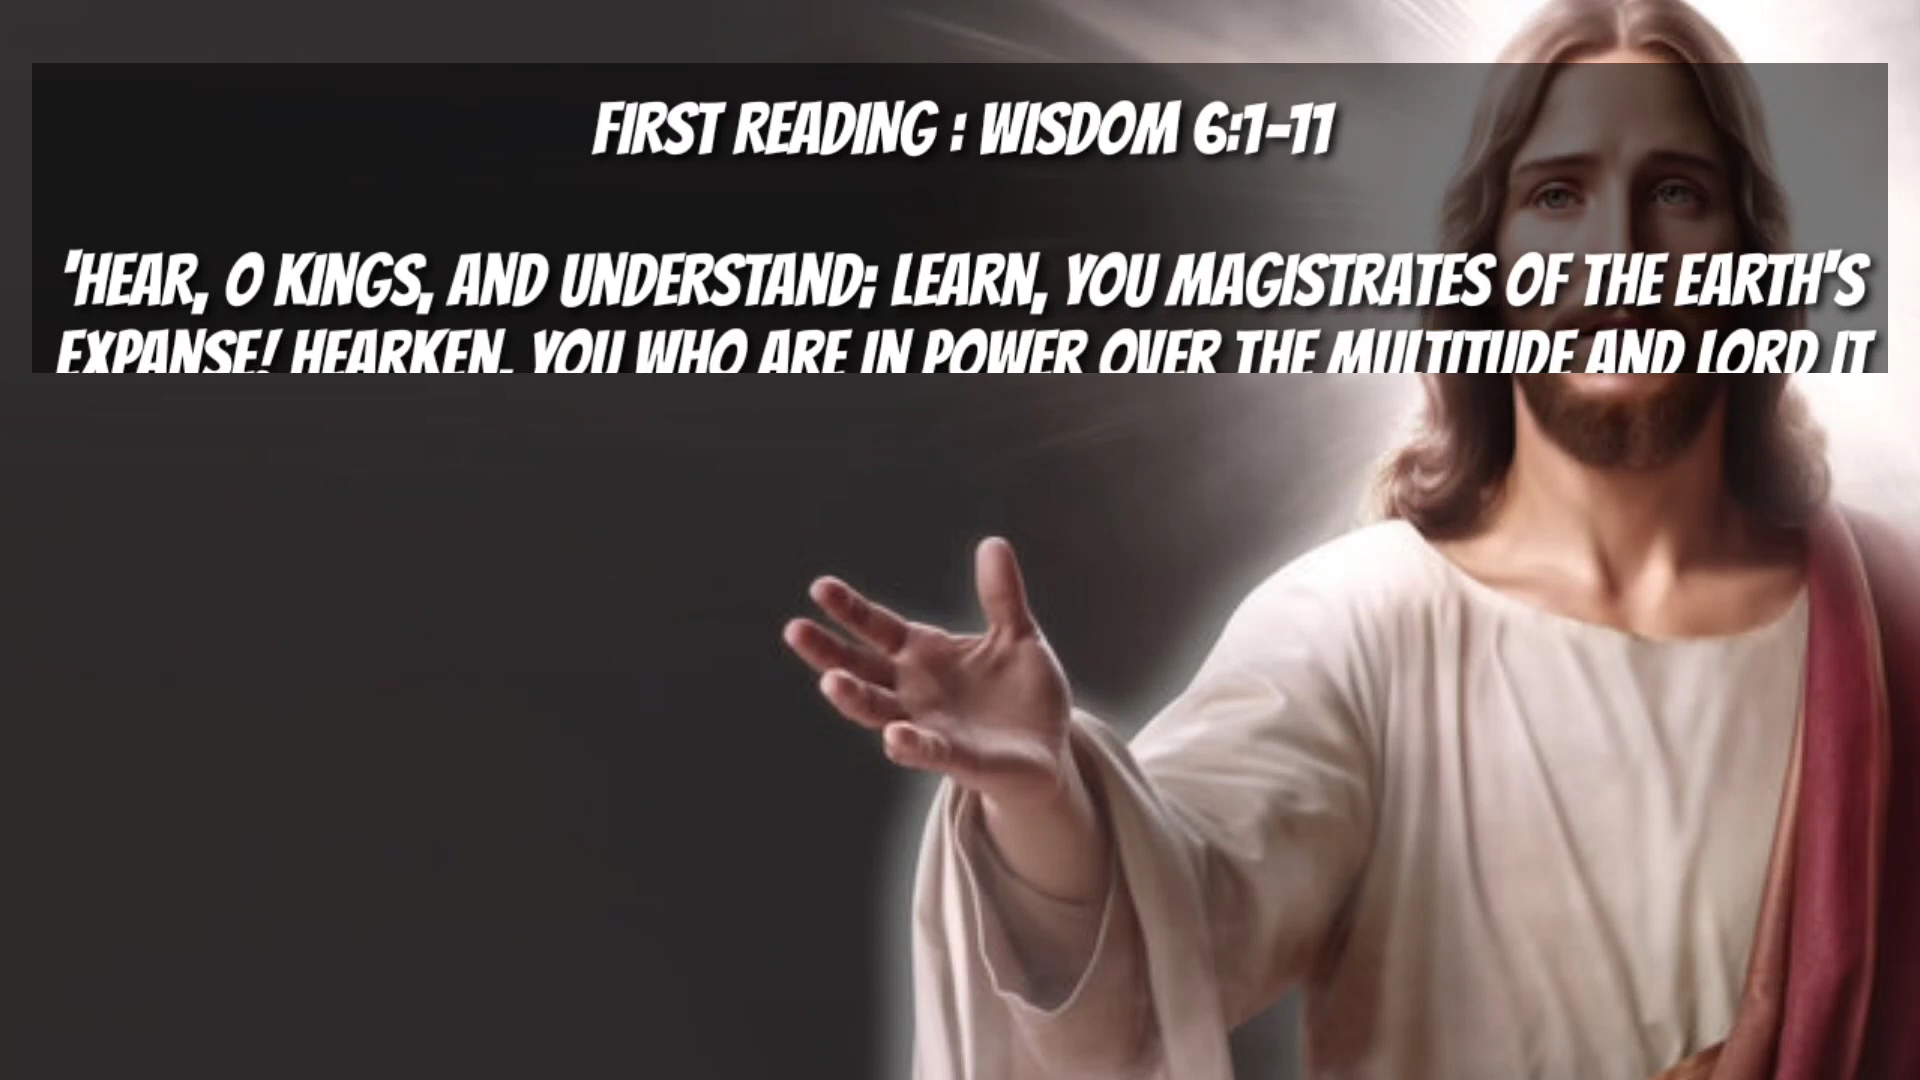 FIRST READING : WISDOM 6:1-11
'HEAR, O KINGS, AND UNDERSTAND; LEARN, YOU MAGISTRATES OF THE EARTH'S
EXPANSE! HEARKEN, YOU WHO ARE IN POWER OVER THE MULTITUDE AND LORD IT